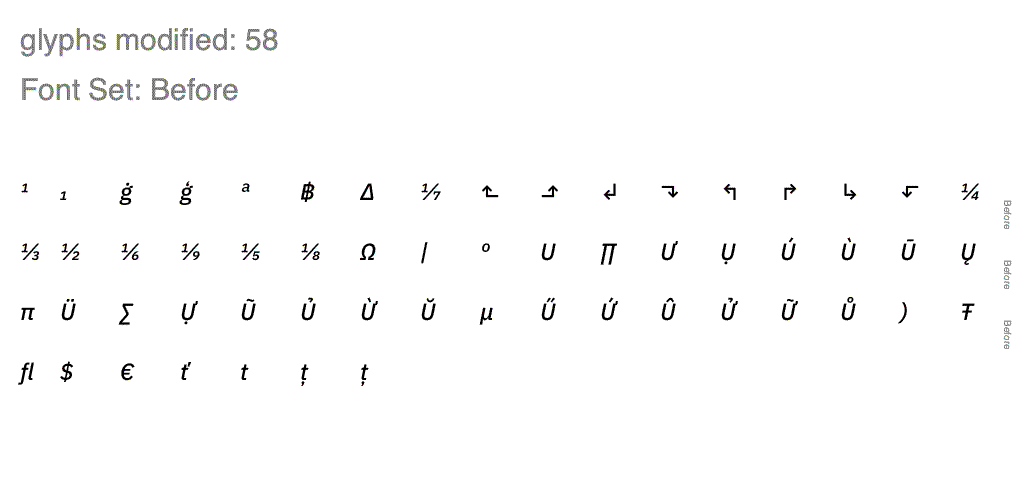 glyphs modified: 58
Font Set: Before
¹ ₁ ġ ģ ª ฿ ∆ ⅐ ⬑ ⬏ ↲ ⬎ ↰ ↱ ↳ ⬐ ¼
⅓ ½ ⅙ ⅑ ⅕ ⅛ Ω | º U ∏ Ư Ụ Ú Ù Ū Ų
π Ü ∑ Ự Ũ Ủ Ừ Ŭ µ Ű Ứ Û Ử Ữ Ů ) Ŧ
fl $ € ť t ţ ț
Before
Before
Before